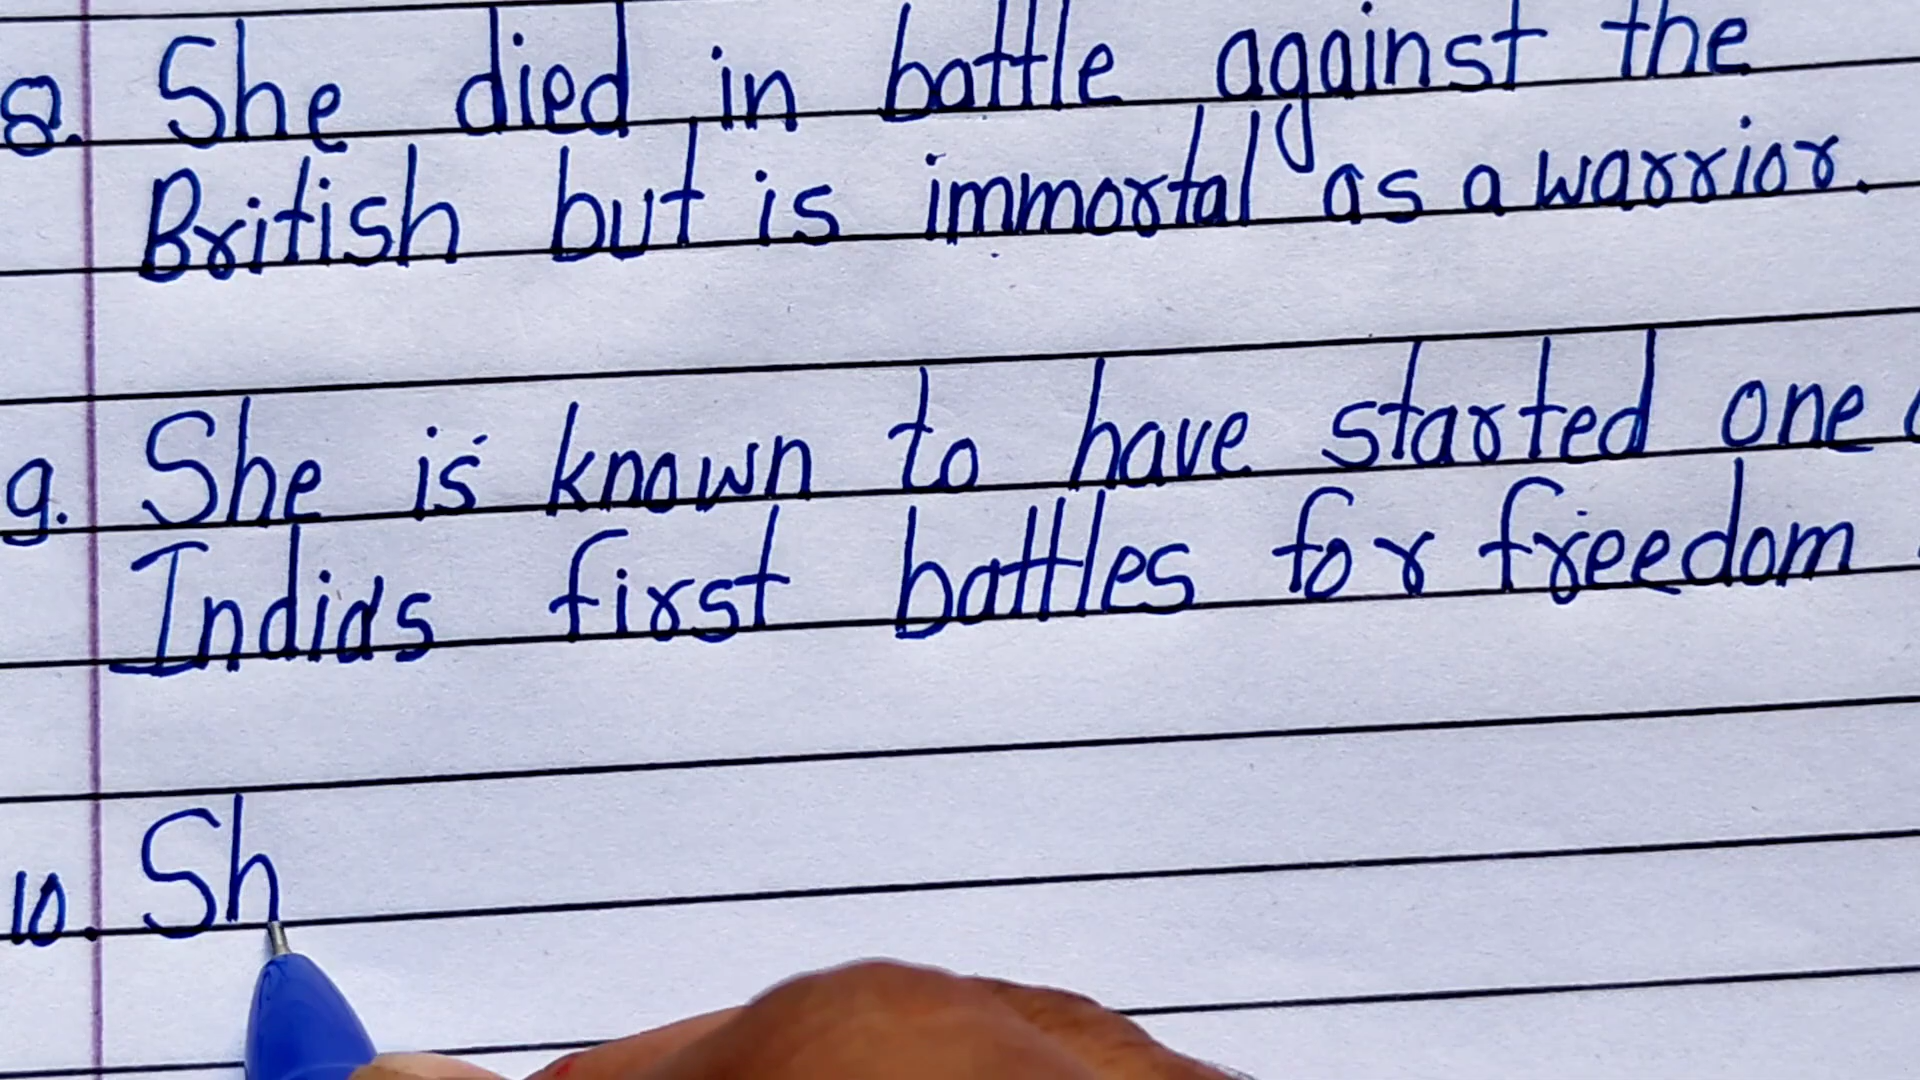 8. She died in battle against the
British but is immortal as a warrior.
9. She is known to have started one
Indias first battles for freedom
10. Sh